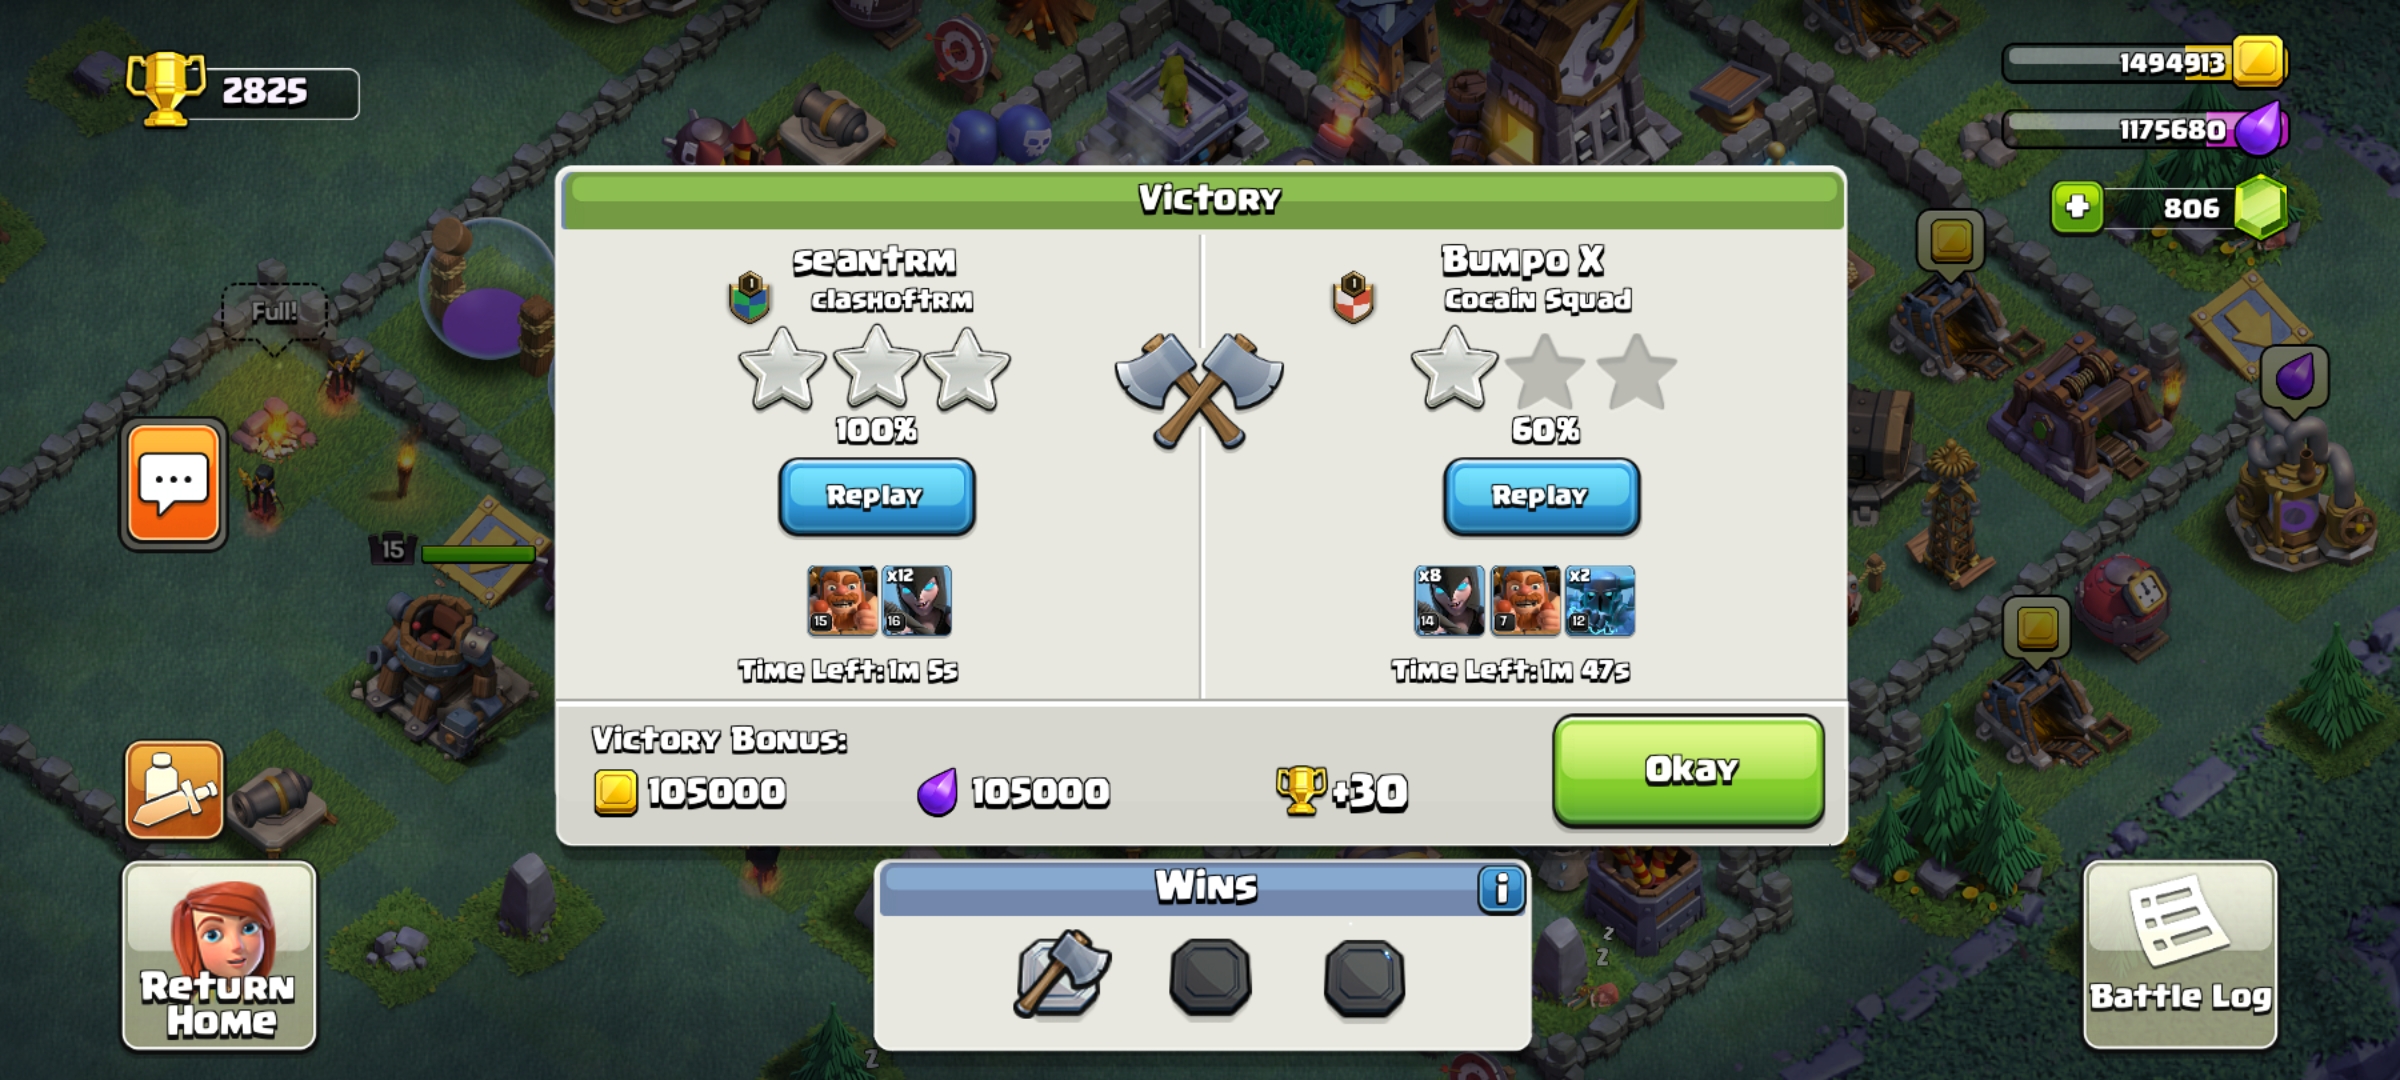 2825
1494913
1175680
806
Victory
seantrm
clashoftrm
1
100%
Replay
15
x12
16
Time Left:1m 5s
Bumpo X
Cocain Squad
1
60%
Replay
x8
14
7
x2
12
Time Left:1m 47s
Full!
15
Victory Bonus:
105000
105000
+30
Okay
Wins
i
Return
Home
Battle Log
z
z
z